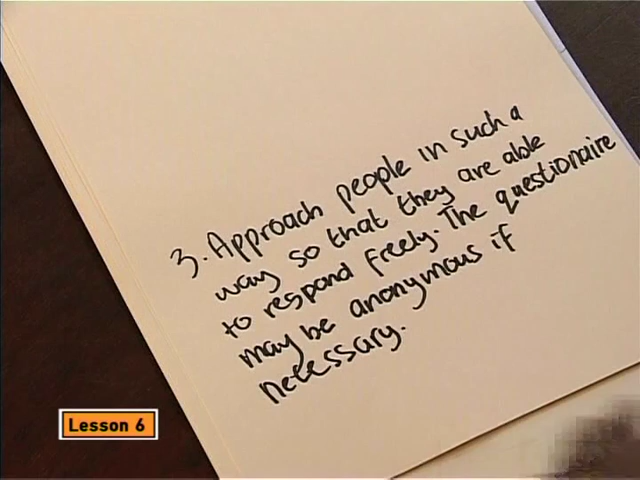 3. Approach people in such a
way so that they are able
to respond freely. The questionaire
may be anonymous if
necessary.
Lesson 6